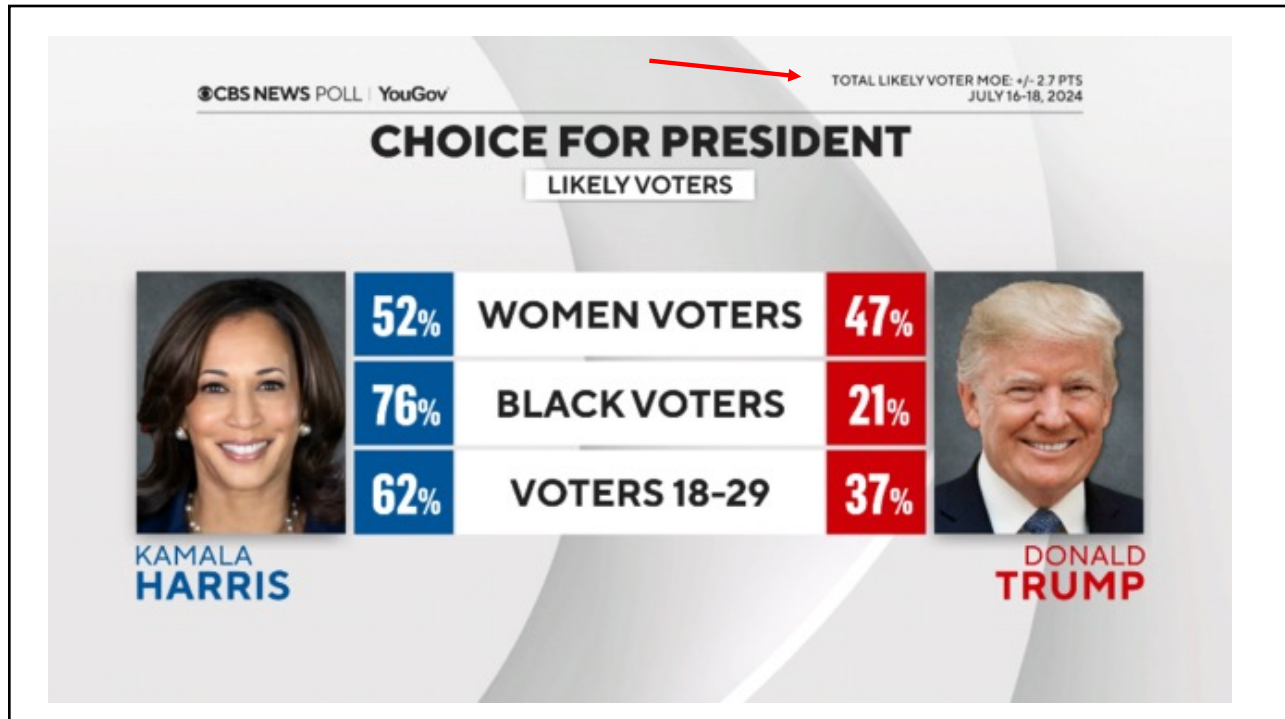 CBS NEWS POLL | YouGov
TOTAL LIKELY VOTER MOE: +/- 2.7 PTS
JULY 16-18, 2024
CHOICE FOR PRESIDENT
LIKELY VOTERS
52% WOMEN VOTERS 47%
76% BLACK VOTERS 21%
62% VOTERS 18-29 37%
KAMALA
HARRIS
DONALD
TRUMP